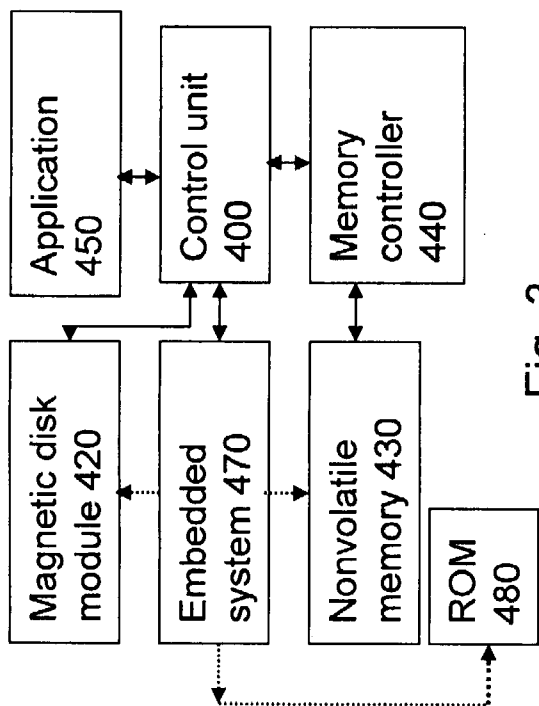 Magnetic disk
module 420
Application
450
Embedded
system 470
Control unit
400
Nonvolatile
memory 430
Memory
controller
440
ROM
480
Fig.